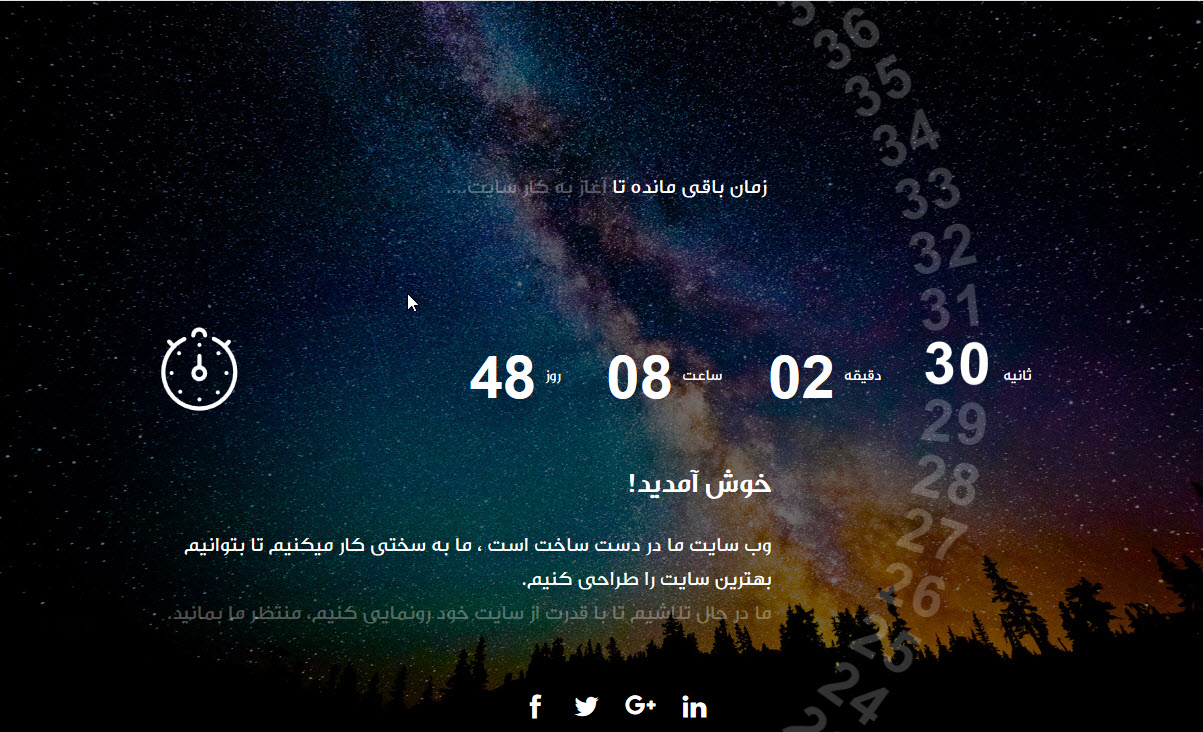 36
35
34
33
32
31
زمان باقی مانده تا آغاز به کار سایت....
30 ثانیه
02 دقیقه
08 ساعت
48 روز
29
28
27
26
25
24
خوش آمدید!
وب سایت ما در دست ساخت است ، ما به سختی کار میکنیم تا بتوانیم
بهترین سایت را طراحی کنیم.
ما در حال تلاشیم تا با قدرت از سایت خود رونمایی کنیم، منتظر ما بمانید.
f G+ in